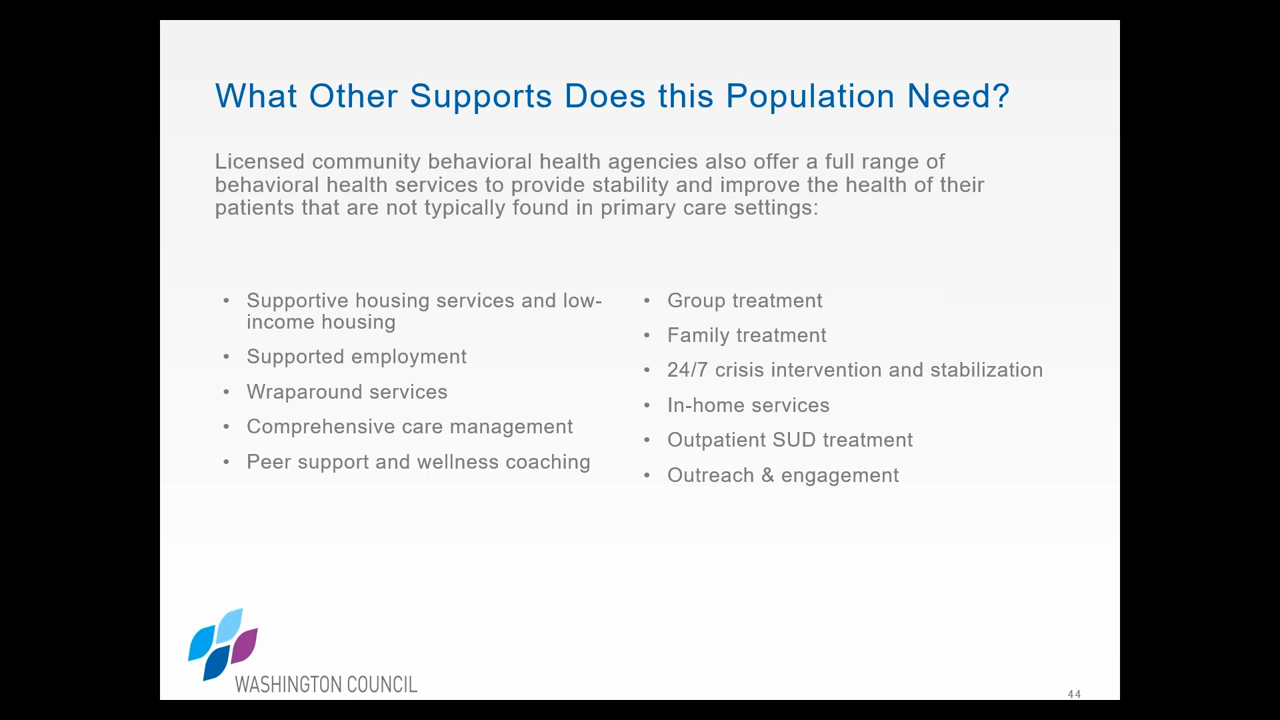 What Other Supports Does this Population Need?
Licensed community behavioral health agencies also offer a full range of
behavioral health services to provide stability and improve the health of their
patients that are not typically found in primary care settings:
• Supportive housing services and low-
income housing
• Supported employment
• Wraparound services
• Comprehensive care management
• Peer support and wellness coaching
• Group treatment
• Family treatment
• 24/7 crisis intervention and stabilization
• In-home services
• Outpatient SUD treatment
• Outreach & engagement
WASHINGTON COUNCIL
44